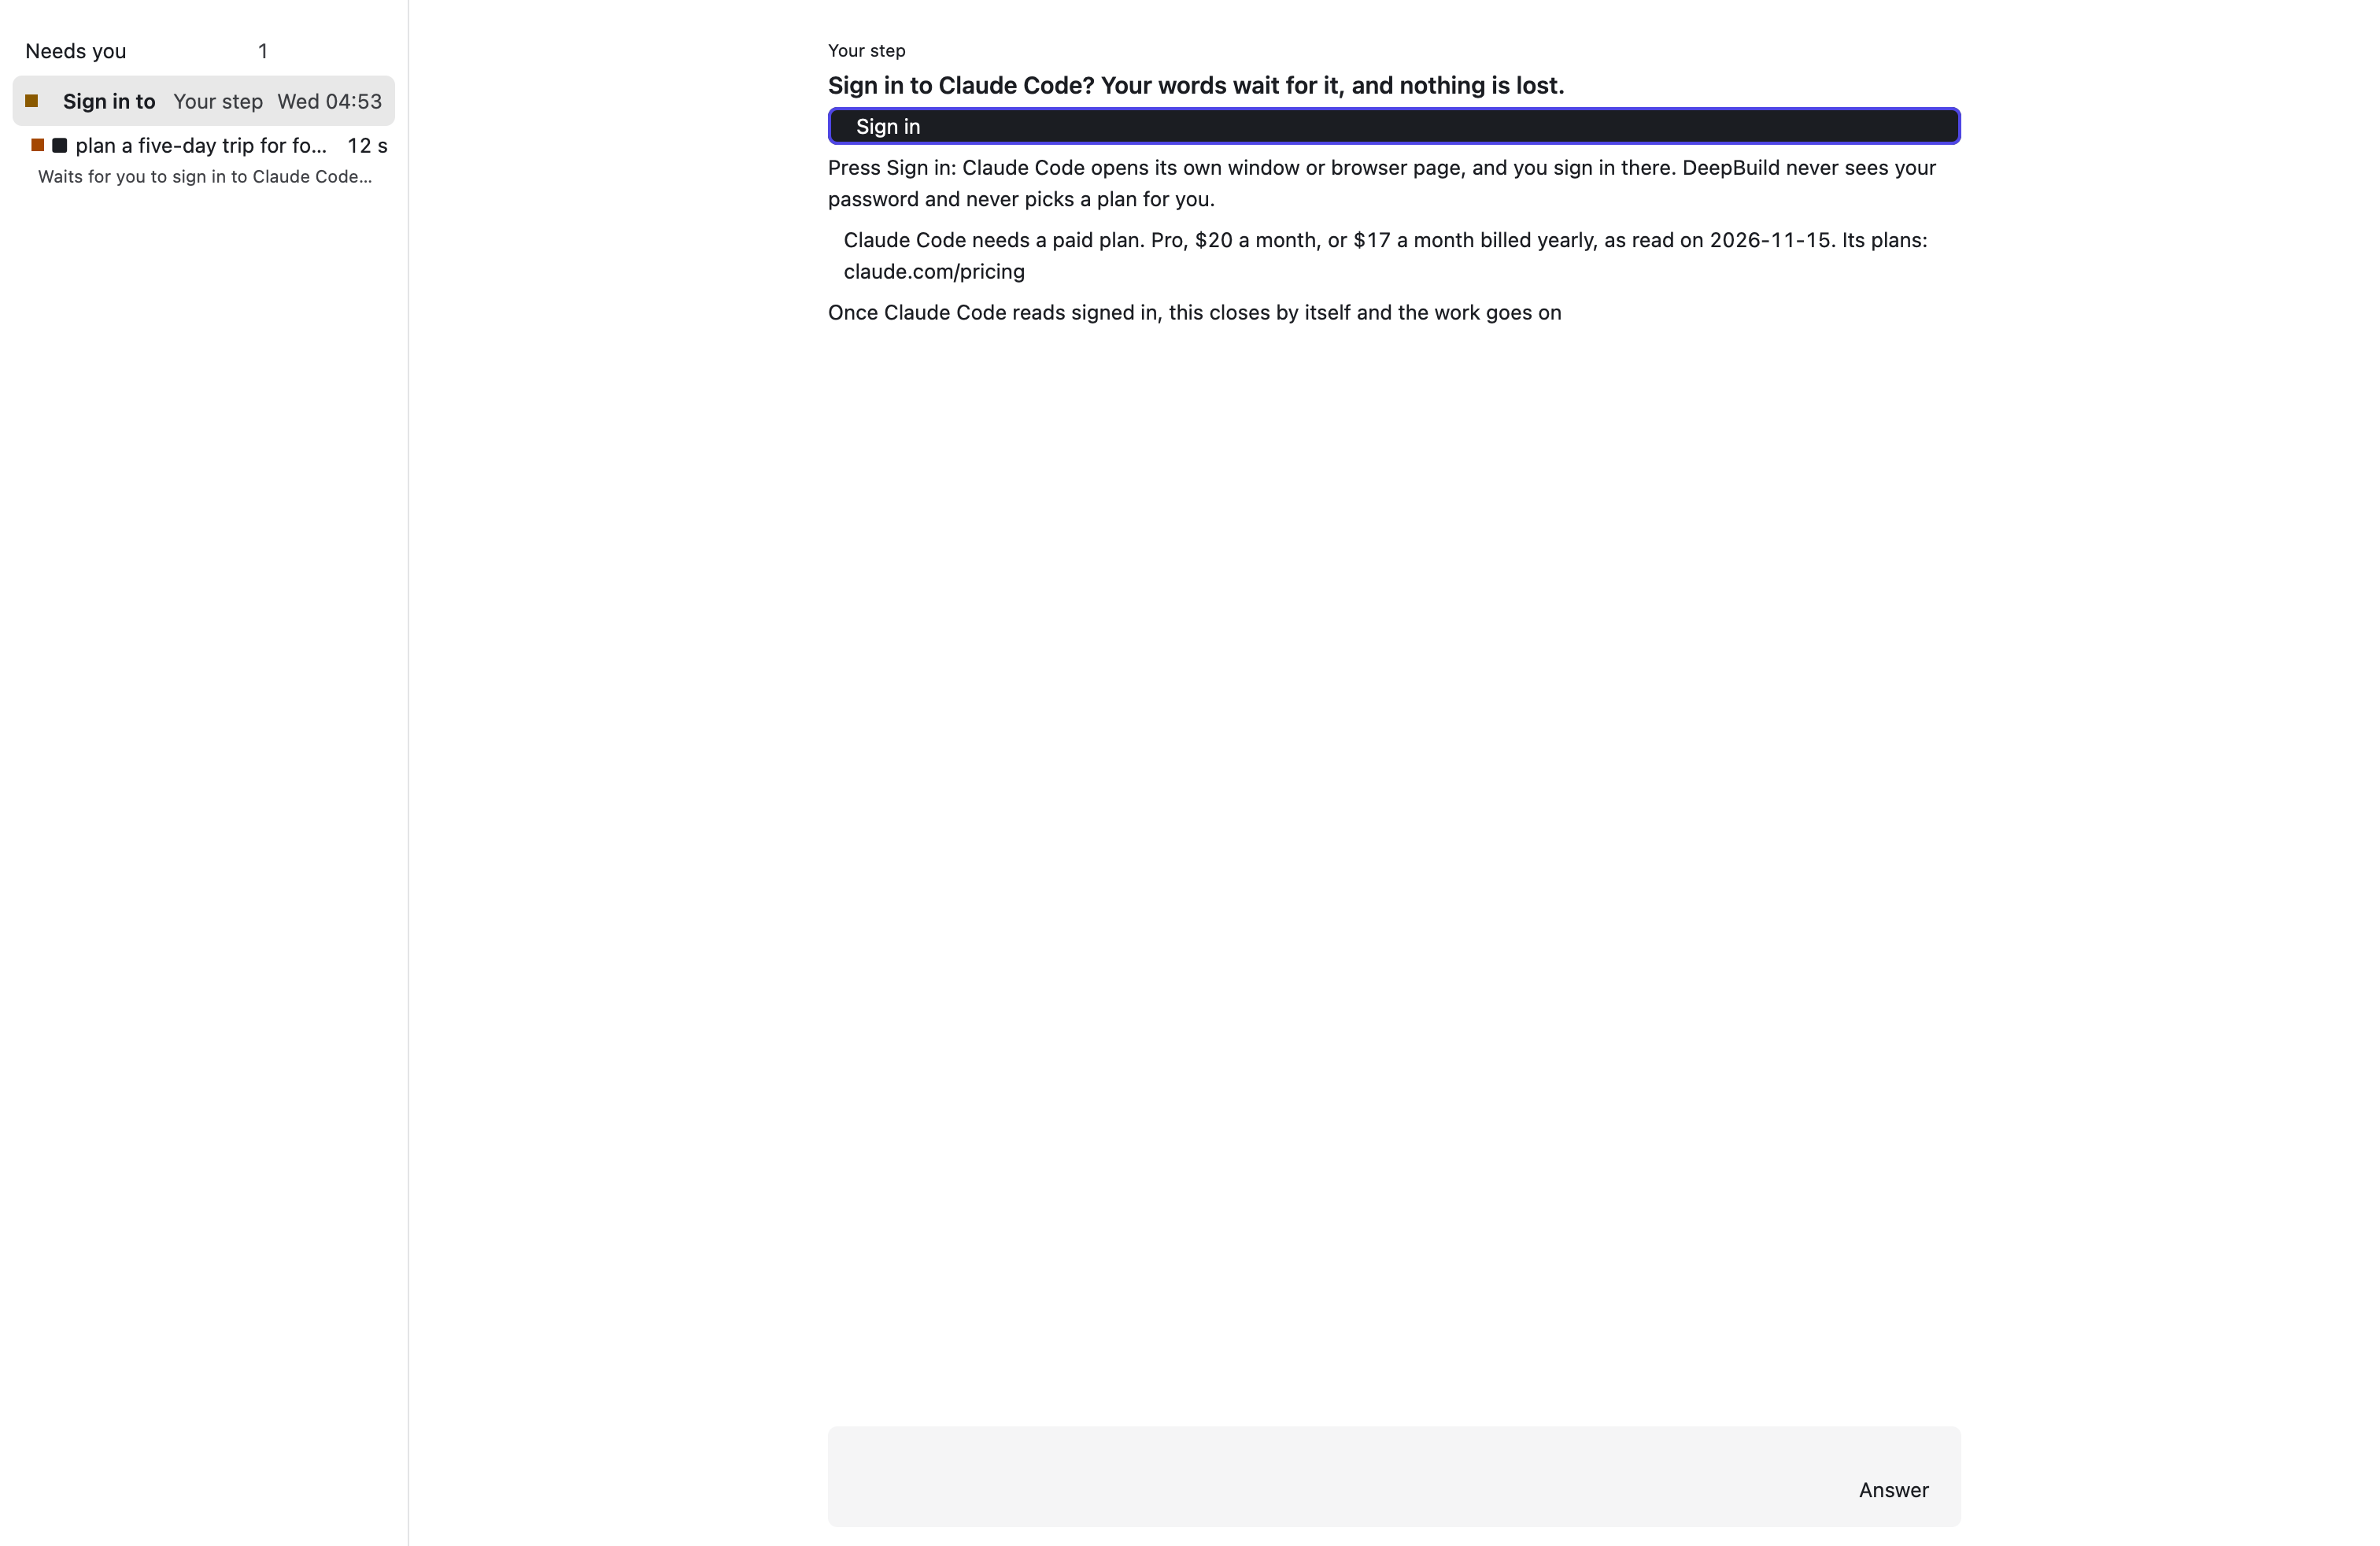 Needs you 1
Sign in to Your step Wed 04:53
plan a five-day trip for fo... 12 s
Waits for you to sign in to Claude Code...
Your step
Sign in to Claude Code? Your words wait for it, and nothing is lost.
Sign in
Press Sign in: Claude Code opens its own window or browser page, and you sign in there. DeepBuild never sees your
password and never picks a plan for you.
Claude Code needs a paid plan. Pro, $20 a month, or $17 a month billed yearly, as read on 2026-11-15. Its plans:
claude.com/pricing
Once Claude Code reads signed in, this closes by itself and the work goes on
Answer